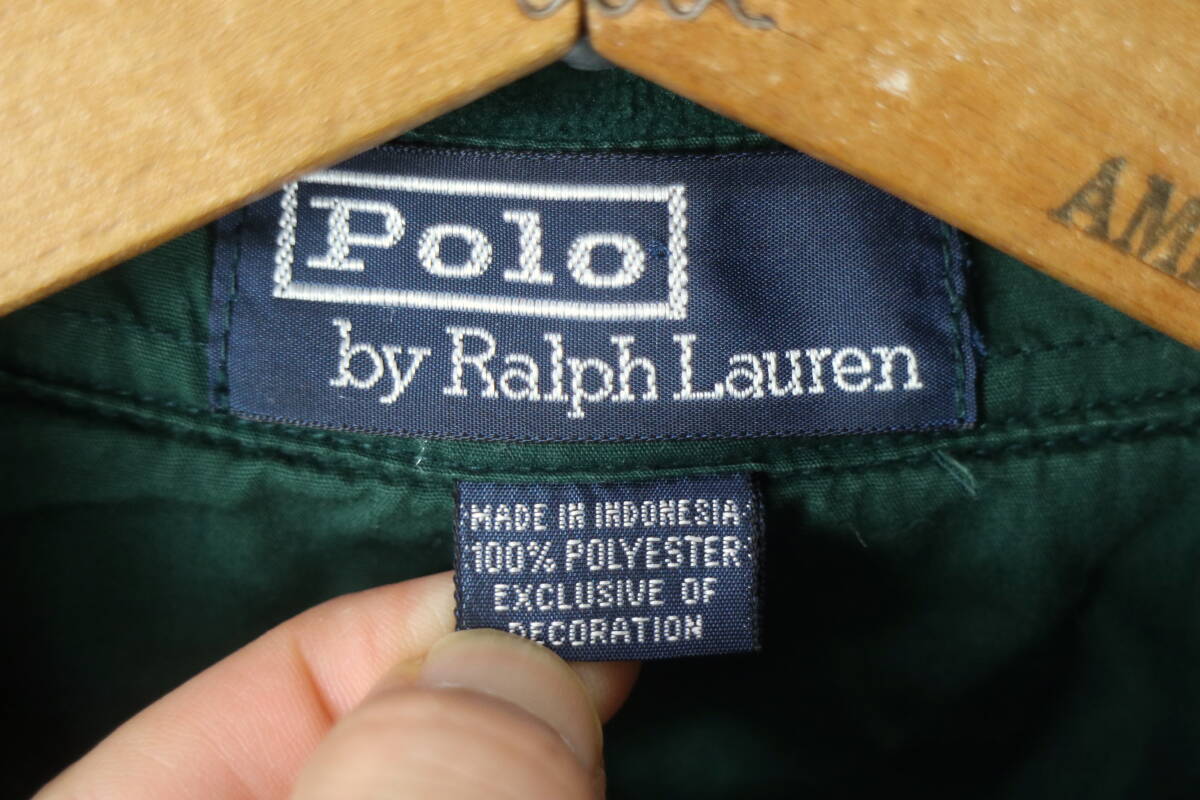 Polo
by Ralph Lauren
MADE IN INDONESIA
100% POLYESTER
EXCLUSIVE OF
DECORATION